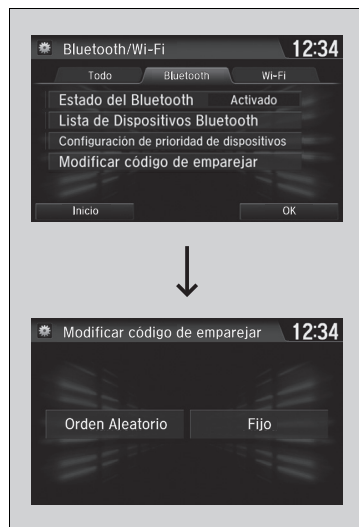 Bluetooth/Wi-Fi 12:34
Todo Bluetooth Wi-Fi
Estado del Bluetooth Activado
Lista de Dispositivos Bluetooth
Configuración de prioridad de dispositivos
Modificar código de emparejar
Inicio OK
Modificar código de emparejar 12:34
Orden Aleatorio Fijo